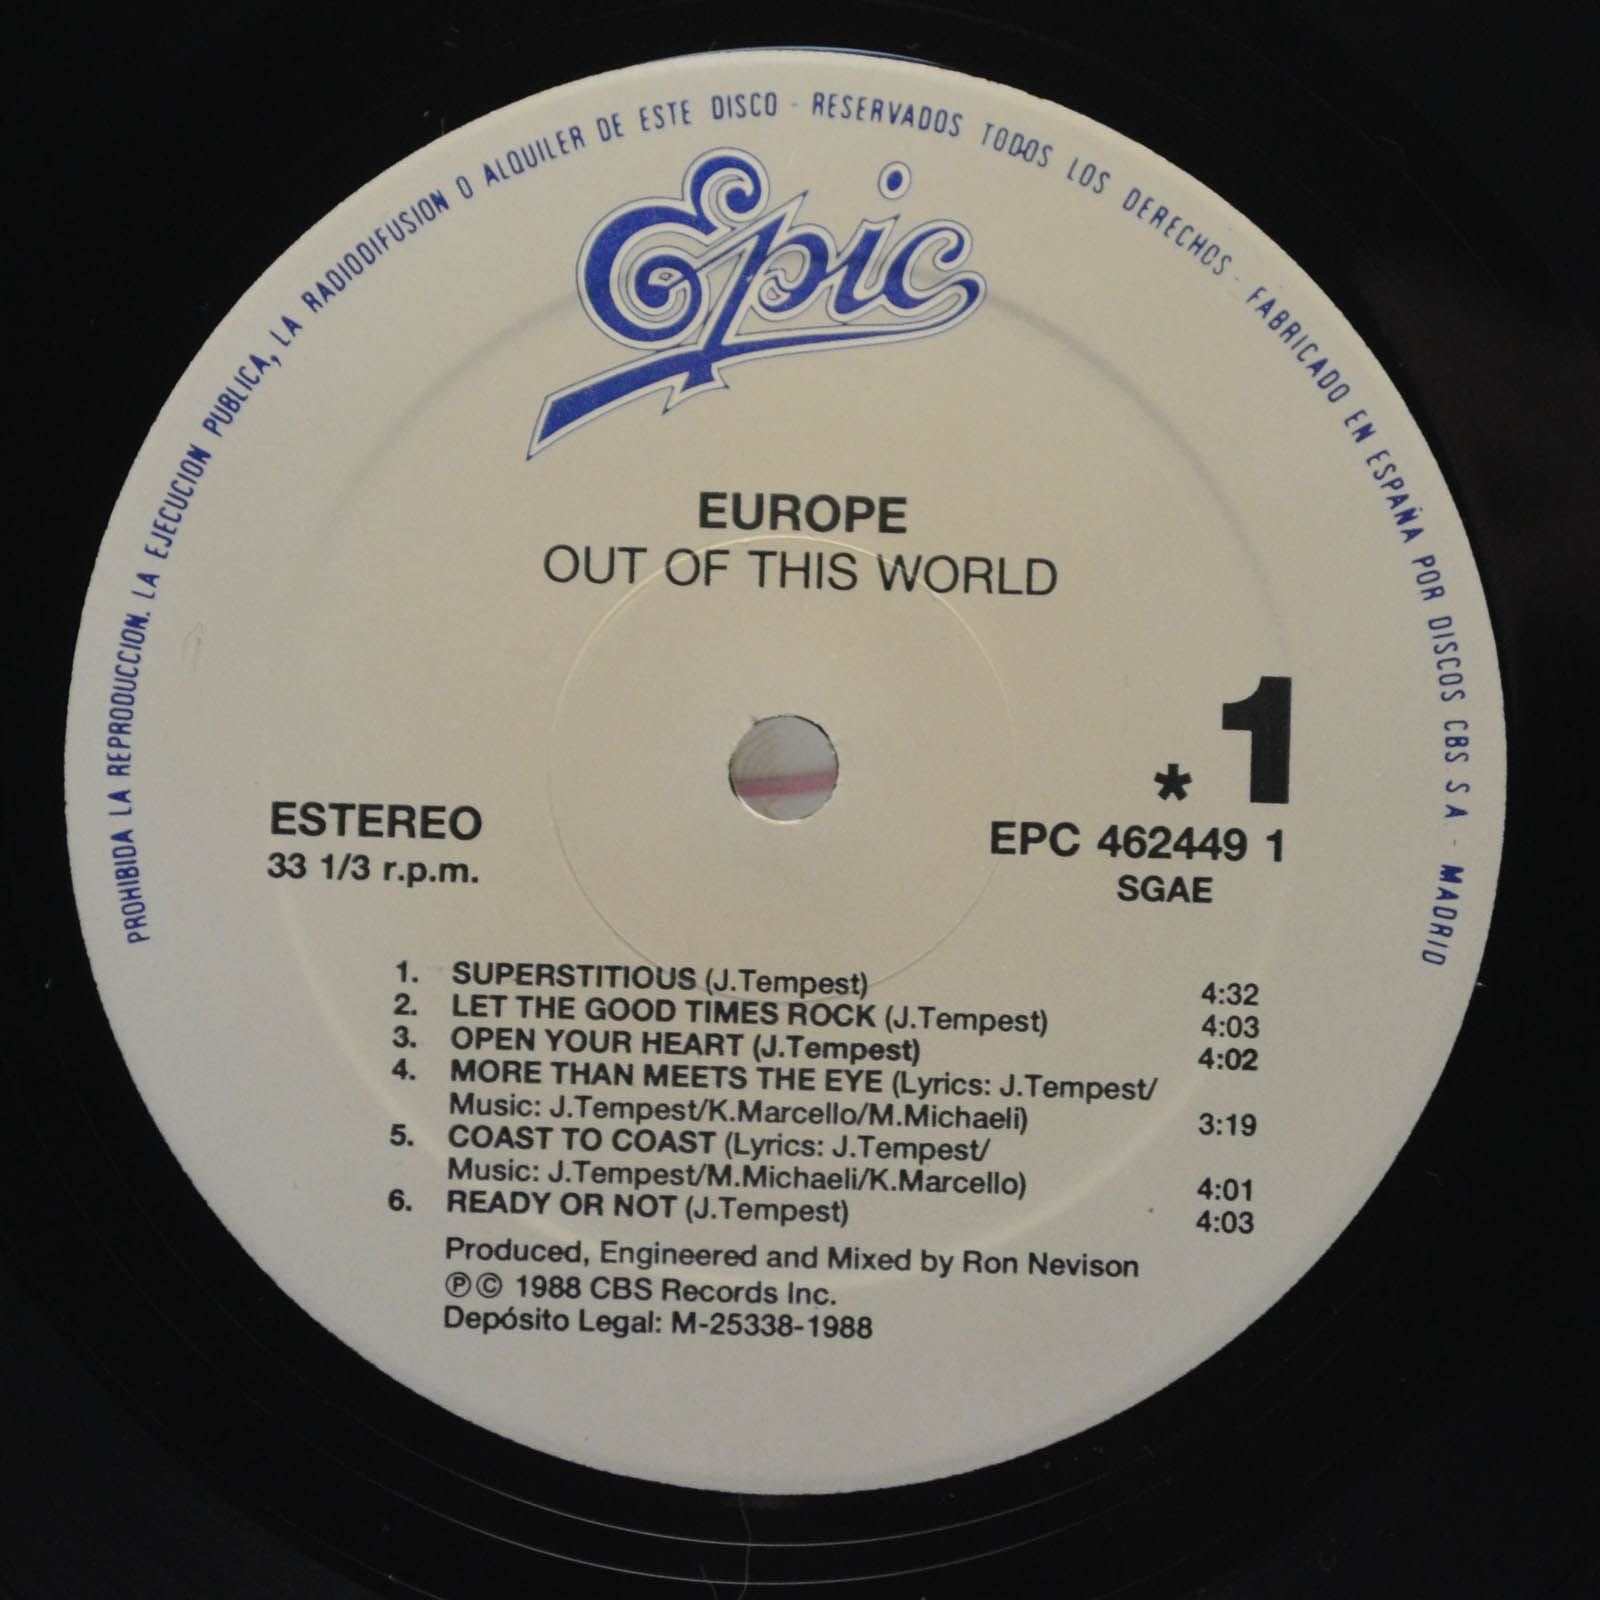 PROHIBIDA LA REPRODUCCION. LA EJECUCION PUBLICA, LA RADIODIFUSION O ALQUILER DE ESTE DISCO - RESERVADOS TODOS LOS DERECHOS - FABRICADO EN ESPAÑA POR DISCOS CBS S A - MADRID
Epic
EUROPE
OUT OF THIS WORLD
* 1
ESTEREO
33 1/3 r.p.m.
EPC 462449 1
SGAE
1. SUPERSTITIOUS (J.Tempest) 4:32
2. LET THE GOOD TIMES ROCK (J.Tempest) 4:03
3. OPEN YOUR HEART (J.Tempest) 4:02
4. MORE THAN MEETS THE EYE (Lyrics: J.Tempest/
Music: J.Tempest/K.Marcello/M.Michaeli) 3:19
5. COAST TO COAST (Lyrics: J.Tempest/
Music: J.Tempest/M.Michaeli/K.Marcello) 4:01
6. READY OR NOT (J.Tempest) 4:03
Produced, Engineered and Mixed by Ron Nevison
℗© 1988 CBS Records Inc.
Depósito Legal: M-25338-1988